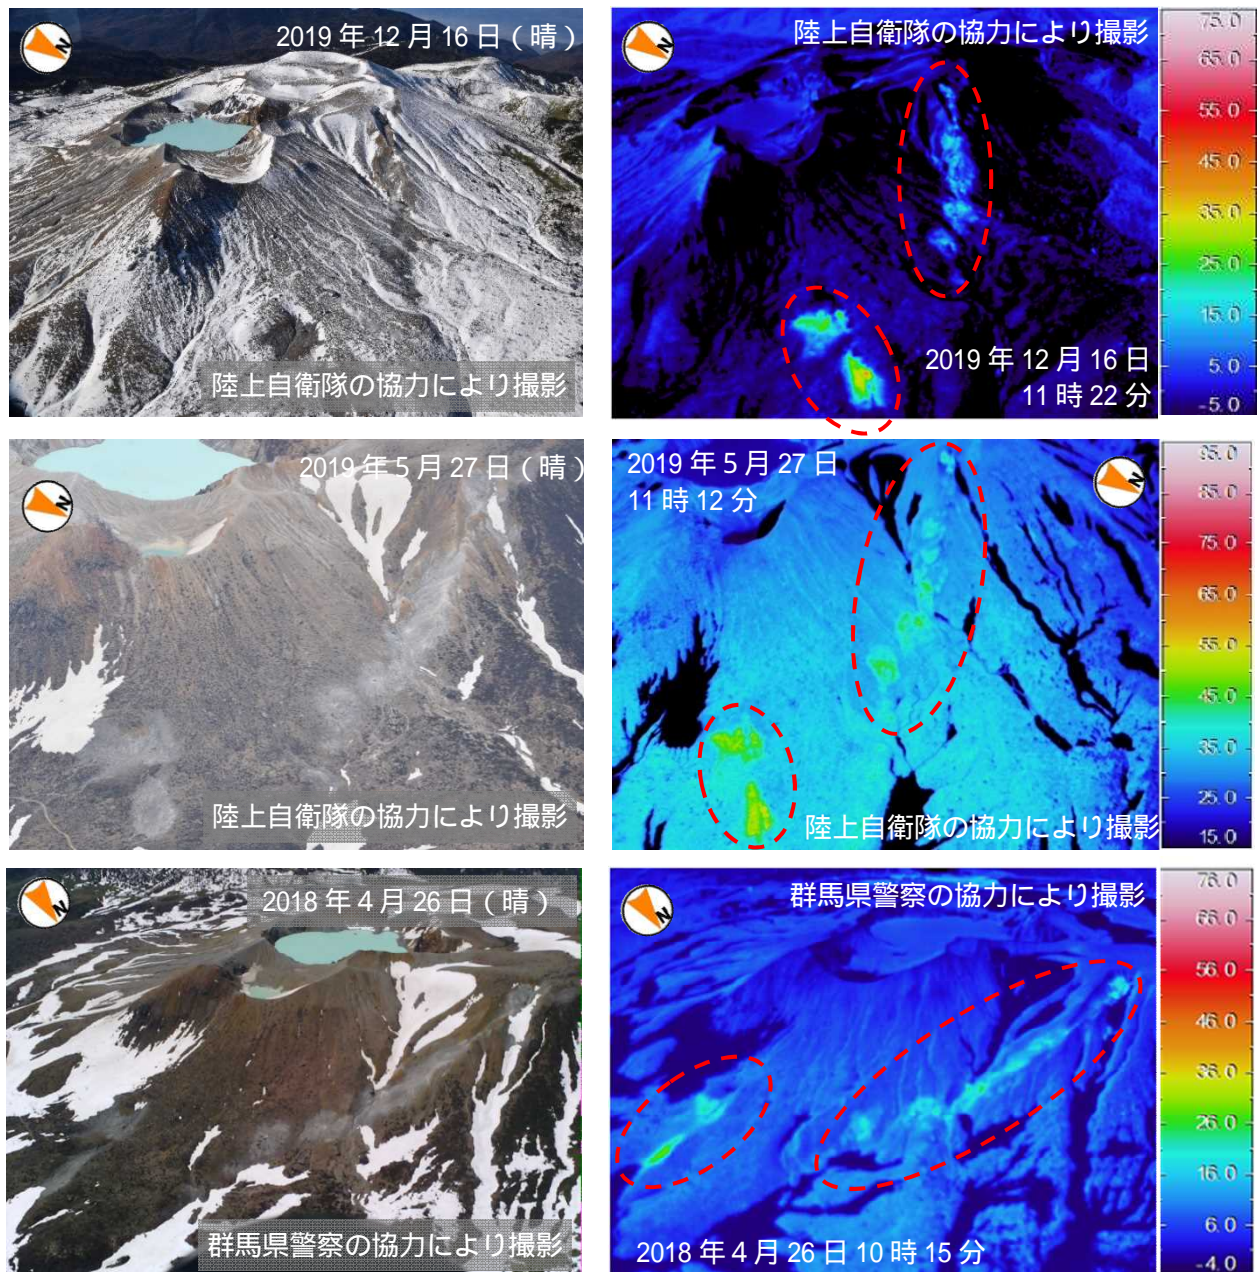 2019年12月16日（晴）
N
陸上自衛隊の協力により撮影
陸上自衛隊の協力により撮影
N
2019年12月16日
11時22分
75.0
65.0
55.0
45.0
35.0
25.0
15.0
5.0
-5.0
2019年5月27日（晴）
N
陸上自衛隊の協力により撮影
2019年5月27日
11時12分
N
陸上自衛隊の協力により撮影
95.0
85.0
75.0
65.0
55.0
45.0
35.0
25.0
15.0
2018年4月26日（晴）
N
群馬県警察の協力により撮影
群馬県警察の協力により撮影
N
2018年4月26日10時15分
76.0
66.0
56.0
46.0
36.0
26.0
16.0
6.0
-4.0